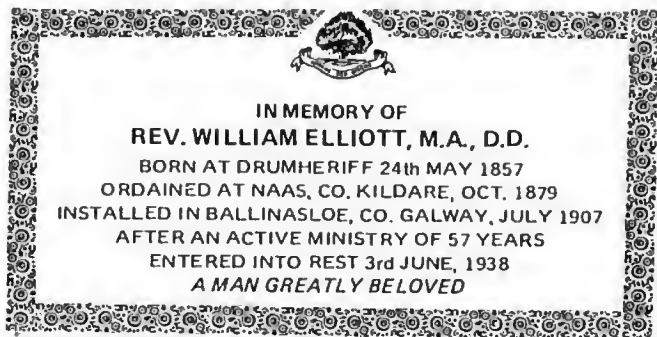 IN MEMORY OF
REV. WILLIAM ELLIOTT, M.A., D.D.
BORN AT DRUMHERIFF 24th MAY 1857
ORDAINED AT NAAS, CO. KILDARE, OCT. 1879
INSTALLED IN BALLINASLOE, CO. GALWAY, JULY 1907
AFTER AN ACTIVE MINISTRY OF 57 YEARS
ENTERED INTO REST 3rd JUNE, 1938
A MAN GREATLY BELOVED